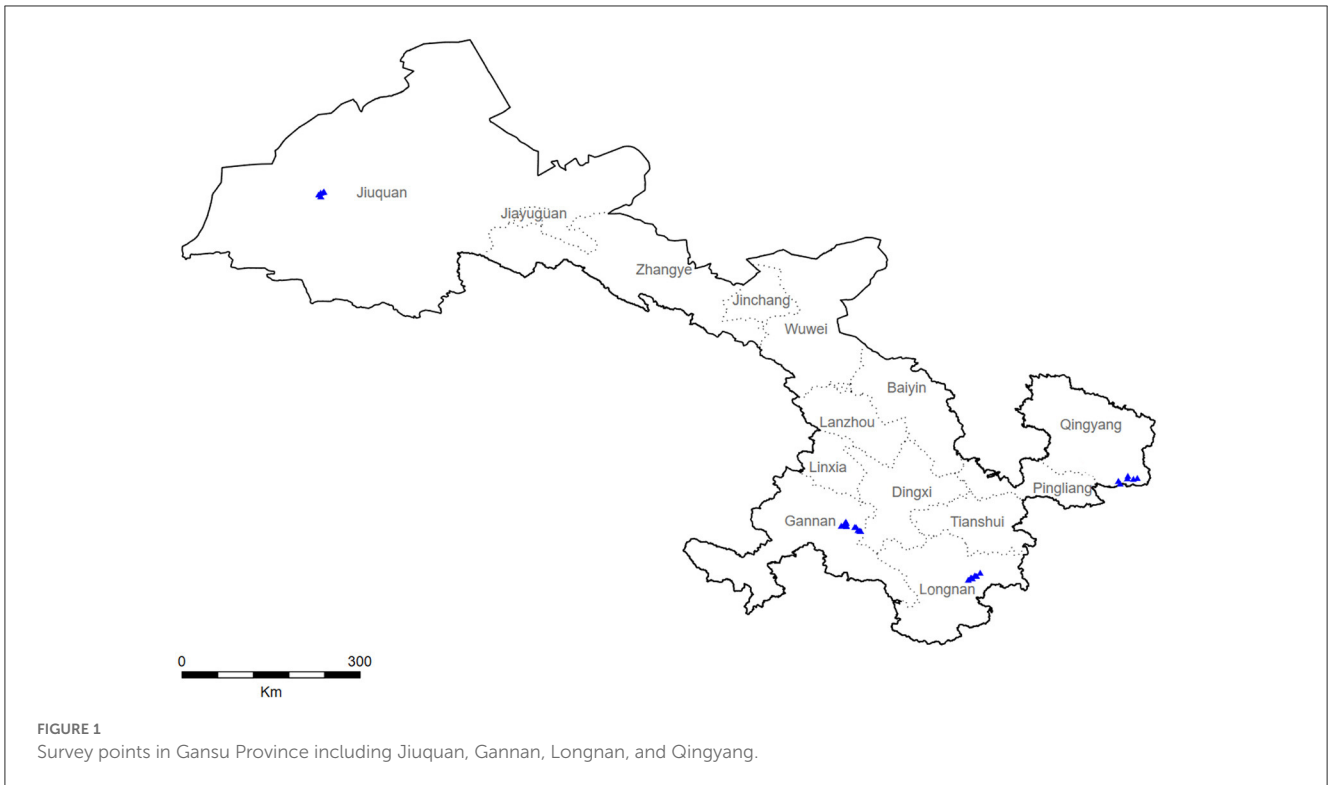 Jiuquan
Jiayuguan
Zhangye
Jinchang
Wuwei
Baiyin
Lanzhou
Qingyang
Linxia
Dingxi
Pingliang
Gannan
Tianshui
Longnan
0 300
Km
FIGURE 1
Survey points in Gansu Province including Jiuquan, Gannan, Longnan, and Qingyang.